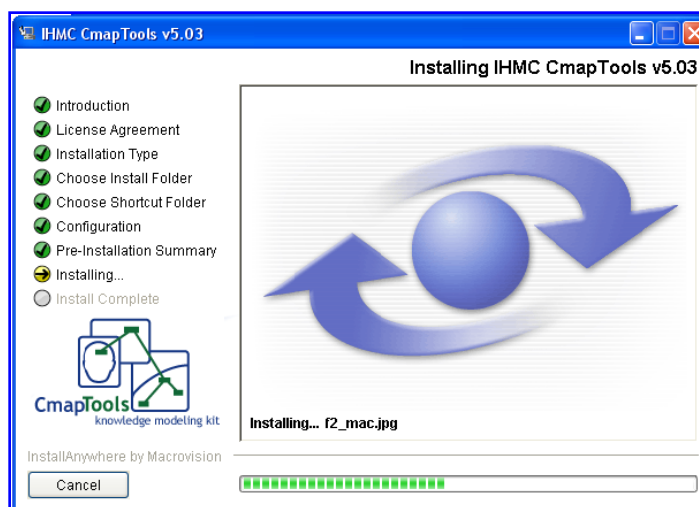 IHMC CmapTools v5.03
Installing IHMC CmapTools v5.03
Introduction
License Agreement
Installation Type
Choose Install Folder
Choose Shortcut Folder
Configuration
Pre-Installation Summary
Installing...
Install Complete
CmapTools
knowledge modeling kit
Installing... f2_mac.jpg
InstallAnywhere by Macrovision
Cancel